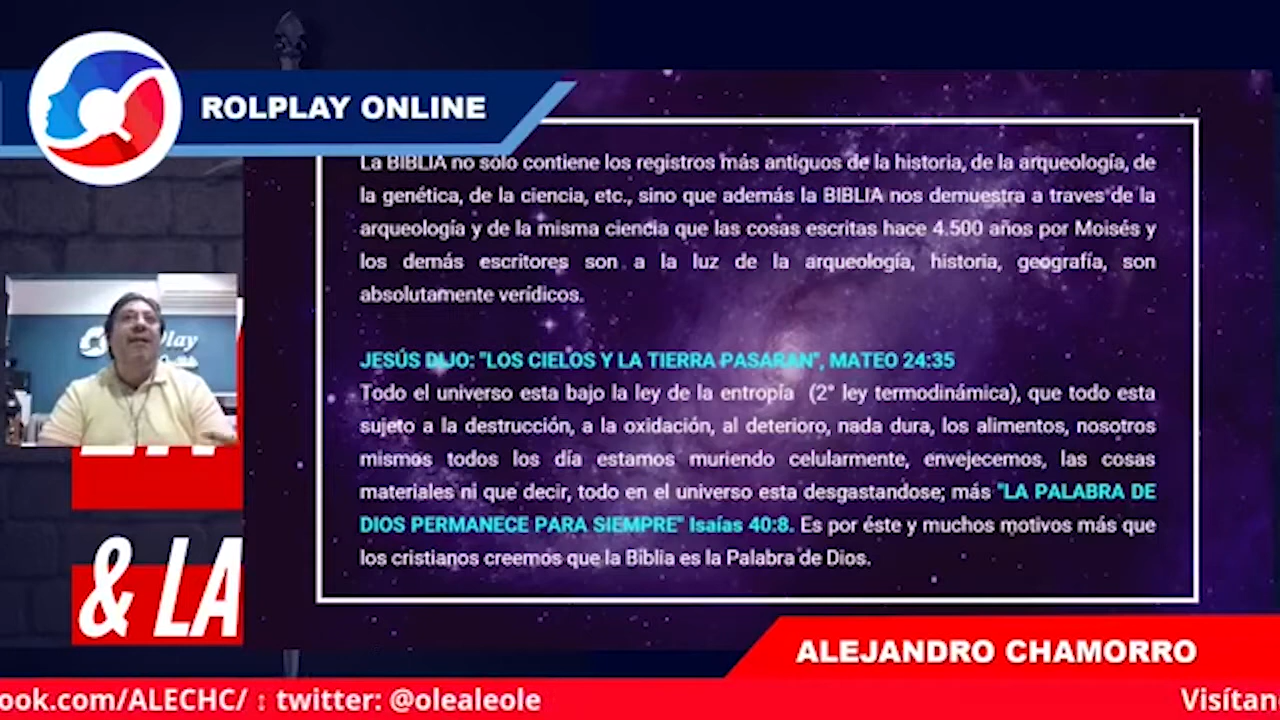 ROLPLAY ONLINE
La BIBLIA no sólo contiene los registros más antiguos de la historia, de la arqueología, de
la genética, de la ciencia, etc., sino que además la BIBLIA nos demuestra a traves de la
arqueología y de la misma ciencia que las cosas escritas hace 4.500 años por Moisés y
los demás escritores son a la luz de la arqueología, historia, geografía, son
absolutamente verídicos.
JESÚS DIJO: "LOS CIELOS Y LA TIERRA PASARAN", MATEO 24:35
Todo el universo esta bajo la ley de la entropía (2° ley termodinámica), que todo esta
sujeto a la destrucción, a la oxidación, al deterioro, nada dura, los alimentos, nosotros
mismos todos los día estamos muriendo celularmente, envejecemos, las cosas
materiales ni que decir, todo en el universo esta desgastandose; más "LA PALABRA DE
DIOS PERMANECE PARA SIEMPRE" Isaías 40:8. Es por éste y muchos motivos más que
los cristianos creemos que la Biblia es la Palabra de Dios.
& LA
ALEJANDRO CHAMORRO
ook.com/ALECHC/ ↕ twitter: @olealeole
Visítan